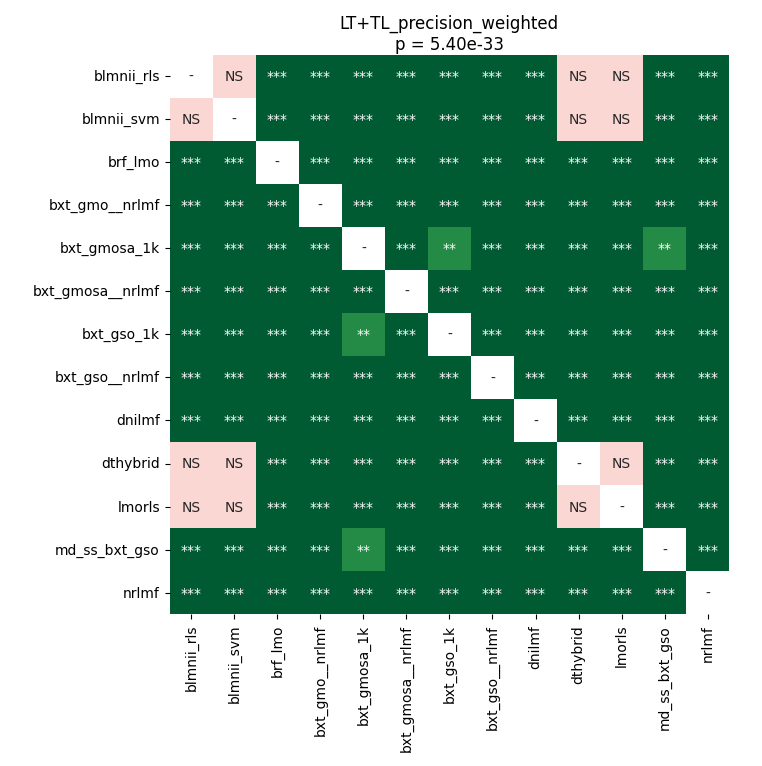 LT+TL_precision_weighted
p = 5.40e-33
blmnii_rls - NS *** *** *** *** *** *** *** NS NS *** ***
blmnii_svm NS - *** *** *** *** *** *** *** NS NS *** ***
brf_lmo *** *** - *** *** *** *** *** *** *** *** *** ***
bxt_gmo__nrlmf *** *** *** - *** *** *** *** *** *** *** *** ***
bxt_gmosa_1k *** *** *** *** - *** ** *** *** *** *** ** ***
bxt_gmosa__nrlmf *** *** *** *** *** - *** *** *** *** *** *** ***
bxt_gso_1k *** *** *** *** ** *** - *** *** *** *** *** ***
bxt_gso__nrlmf *** *** *** *** *** *** *** - *** *** *** *** ***
dnilmf *** *** *** *** *** *** *** *** - *** *** *** ***
dthybrid NS NS *** *** *** *** *** *** *** - NS *** ***
lmorls NS NS *** *** *** *** *** *** *** NS - *** ***
md_ss_bxt_gso *** *** *** *** ** *** *** *** *** *** *** - ***
nrlmf *** *** *** *** *** *** *** *** *** *** *** *** -
blmnii_rls
blmnii_svm
brf_lmo
bxt_gmo__nrlmf
bxt_gmosa_1k
bxt_gmosa__nrlmf
bxt_gso_1k
bxt_gso__nrlmf
dnilmf
dthybrid
lmorls
md_ss_bxt_gso
nrlmf